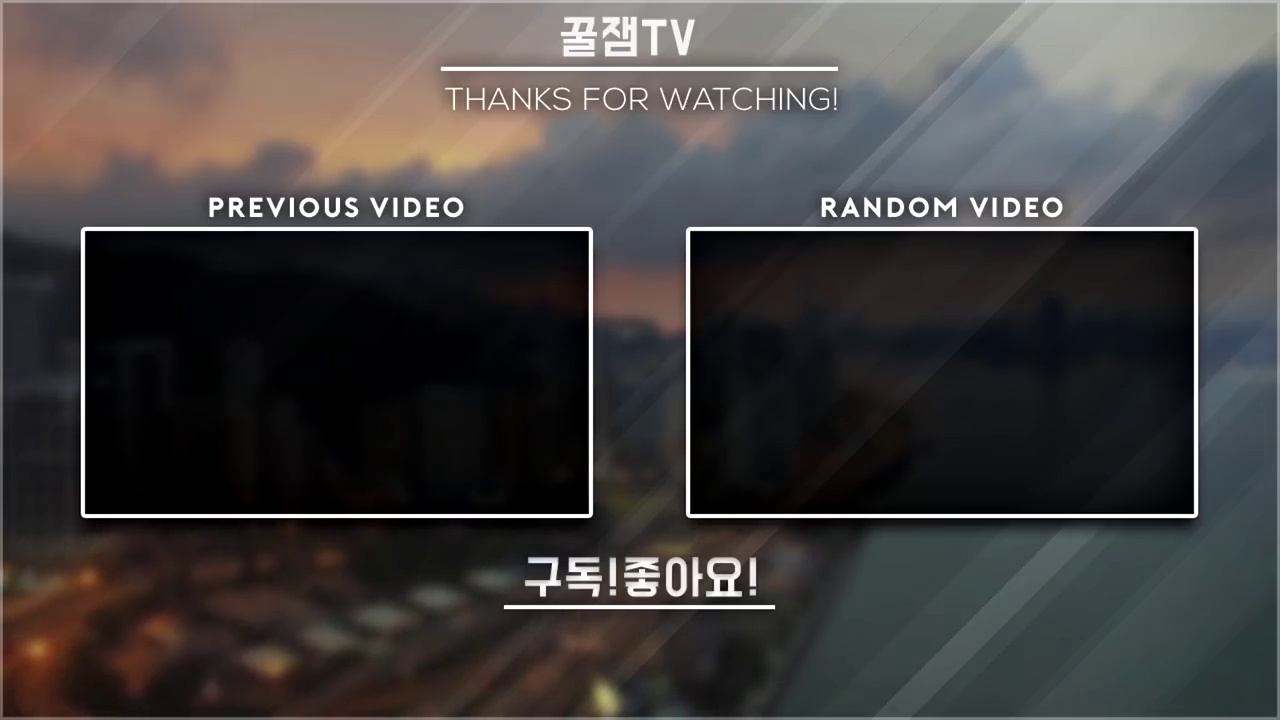 꿀잼TV
THANKS FOR WATCHING!
PREVIOUS VIDEO
RANDOM VIDEO
구독!좋아요!